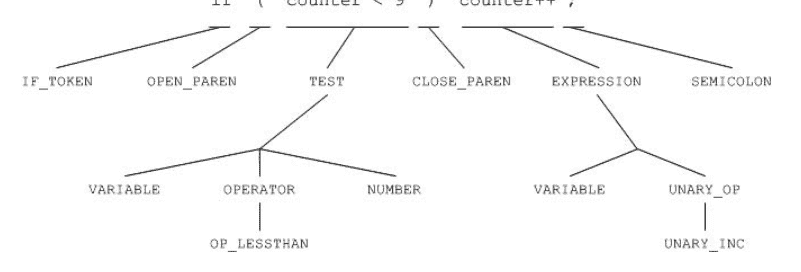 if ( counter < 9 ) counter++ ;
IF_TOKEN OPEN_PAREN TEST CLOSE_PAREN EXPRESSION SEMICOLON
VARIABLE OPERATOR NUMBER VARIABLE UNARY_OP
OP_LESSTHAN UNARY_INC